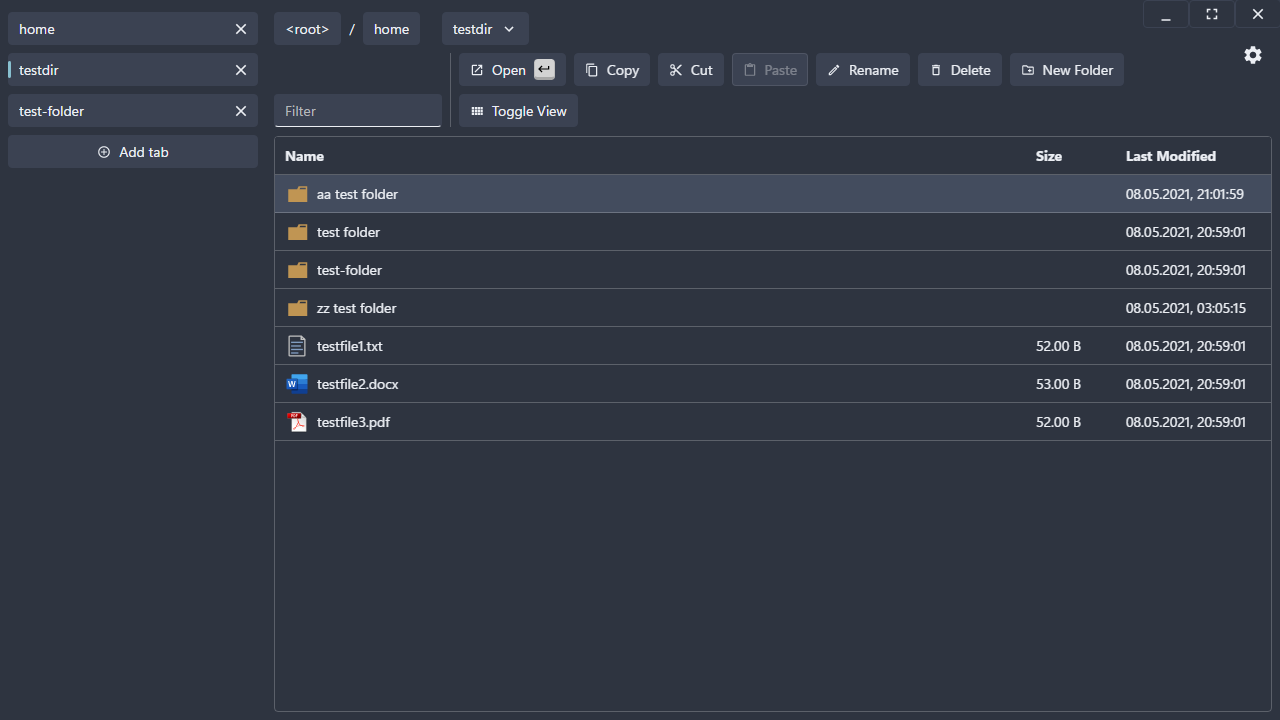 home
testdir
test-folder
Add tab
<root> / home testdir
Open Copy Cut Paste Rename Delete New Folder
Filter Toggle View
Name Size Last Modified
aa test folder 08.05.2021, 21:01:59
test folder 08.05.2021, 20:59:01
test-folder 08.05.2021, 20:59:01
zz test folder 08.05.2021, 03:05:15
testfile1.txt 52.00 B 08.05.2021, 20:59:01
testfile2.docx 53.00 B 08.05.2021, 20:59:01
testfile3.pdf 52.00 B 08.05.2021, 20:59:01